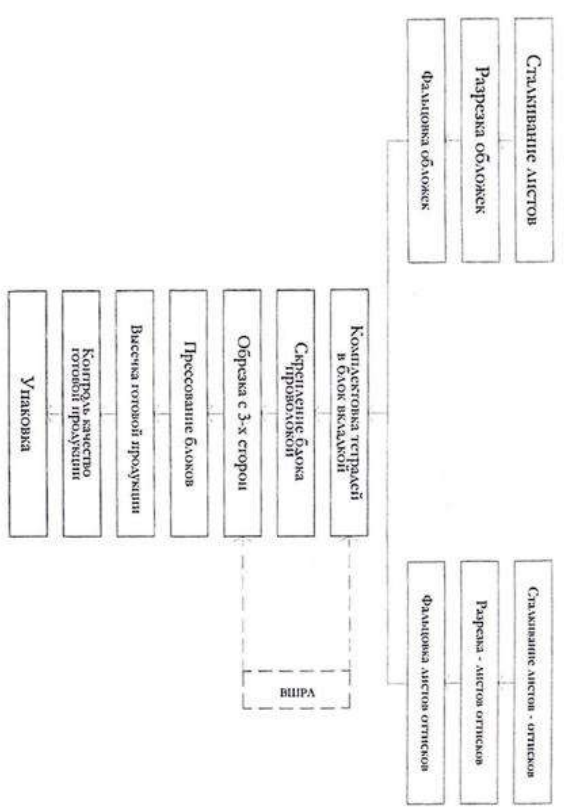 Сталкивание листов
Разрезка обложек
Фальцовка обложек
Сталкивание листов - оттисков
Разрезка - листов оттисков
Фальцовка листов оттисков
Комплектовка тетрадей
в блок вкладкой
Скрепление блока
проволокой
Обрезка с 3-х сторон
Прессование блоков
Высечка готовой продукции
Контроль качество
готовой продукции
Упаковка
ВШРА